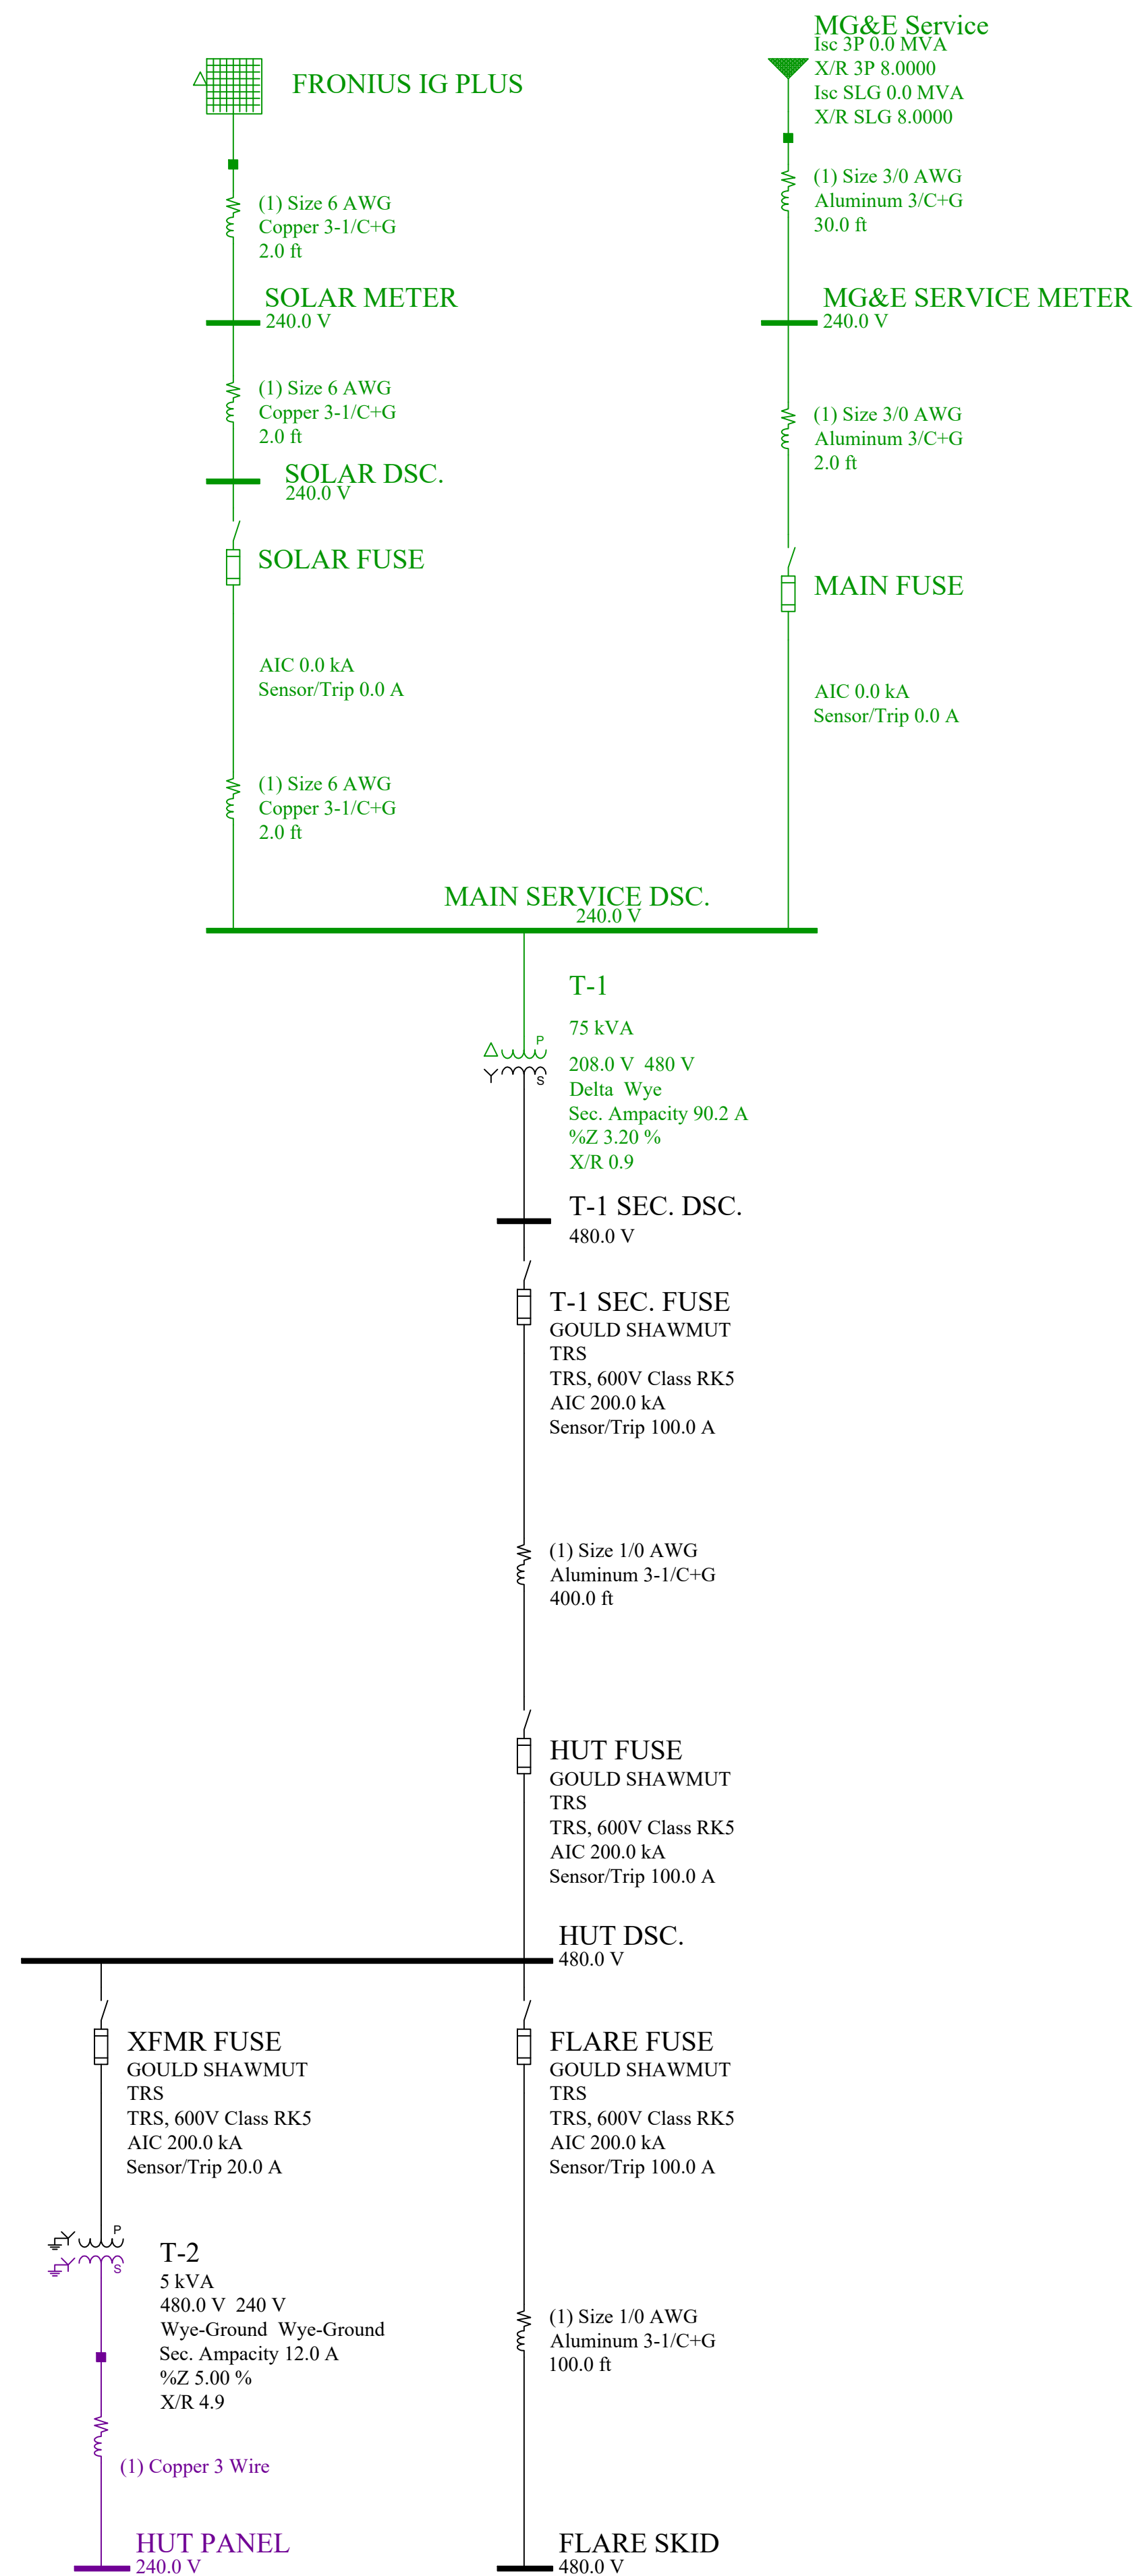 FRONIUS IG PLUS
MG&E Service
Isc 3P 0.0 MVA
X/R 3P 8.0000
Isc SLG 0.0 MVA
X/R SLG 8.0000
(1) Size 6 AWG
Copper 3-1/C+G
2.0 ft
(1) Size 3/0 AWG
Aluminum 3/C+G
30.0 ft
SOLAR METER
240.0 V
MG&E SERVICE METER
240.0 V
(1) Size 6 AWG
Copper 3-1/C+G
2.0 ft
(1) Size 3/0 AWG
Aluminum 3/C+G
2.0 ft
SOLAR DSC.
240.0 V
SOLAR FUSE
AIC 0.0 kA
Sensor/Trip 0.0 A
MAIN FUSE
AIC 0.0 kA
Sensor/Trip 0.0 A
(1) Size 6 AWG
Copper 3-1/C+G
2.0 ft
MAIN SERVICE DSC.
240.0 V
T-1
75 kVA
P
S
208.0 V 480 V
Delta Wye
Sec. Ampacity 90.2 A
%Z 3.20 %
X/R 0.9
T-1 SEC. DSC.
480.0 V
T-1 SEC. FUSE
GOULD SHAWMUT
TRS
TRS, 600V Class RK5
AIC 200.0 kA
Sensor/Trip 100.0 A
(1) Size 1/0 AWG
Aluminum 3-1/C+G
400.0 ft
HUT FUSE
GOULD SHAWMUT
TRS
TRS, 600V Class RK5
AIC 200.0 kA
Sensor/Trip 100.0 A
HUT DSC.
480.0 V
XFMR FUSE
GOULD SHAWMUT
TRS
TRS, 600V Class RK5
AIC 200.0 kA
Sensor/Trip 20.0 A
FLARE FUSE
GOULD SHAWMUT
TRS
TRS, 600V Class RK5
AIC 200.0 kA
Sensor/Trip 100.0 A
P
S
T-2
5 kVA
480.0 V 240 V
Wye-Ground Wye-Ground
Sec. Ampacity 12.0 A
%Z 5.00 %
X/R 4.9
(1) Size 1/0 AWG
Aluminum 3-1/C+G
100.0 ft
(1) Copper 3 Wire
HUT PANEL
240.0 V
FLARE SKID
480.0 V